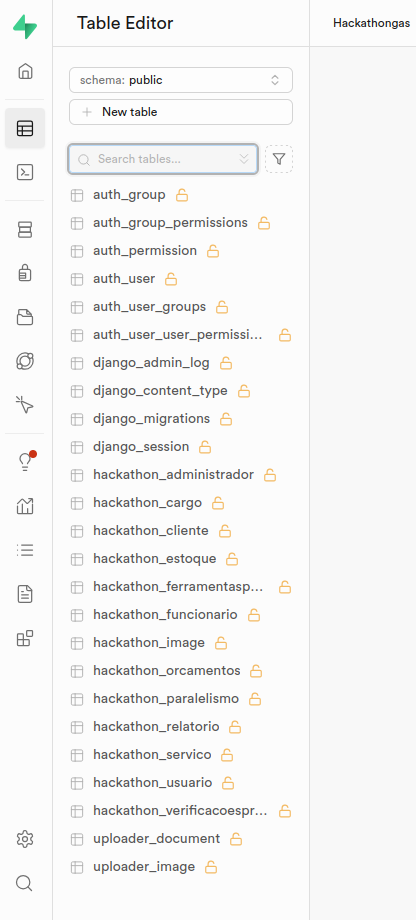 Table Editor
Hackathongas
schema: public
New table
Search tables...
auth_group
auth_group_permissions
auth_permission
auth_user
auth_user_groups
auth_user_user_permissi...
django_admin_log
django_content_type
django_migrations
django_session
hackathon_administrador
hackathon_cargo
hackathon_cliente
hackathon_estoque
hackathon_ferramentasp...
hackathon_funcionario
hackathon_image
hackathon_orcamentos
hackathon_paralelismo
hackathon_relatorio
hackathon_servico
hackathon_usuario
hackathon_verificacoespr...
uploader_document
uploader_image